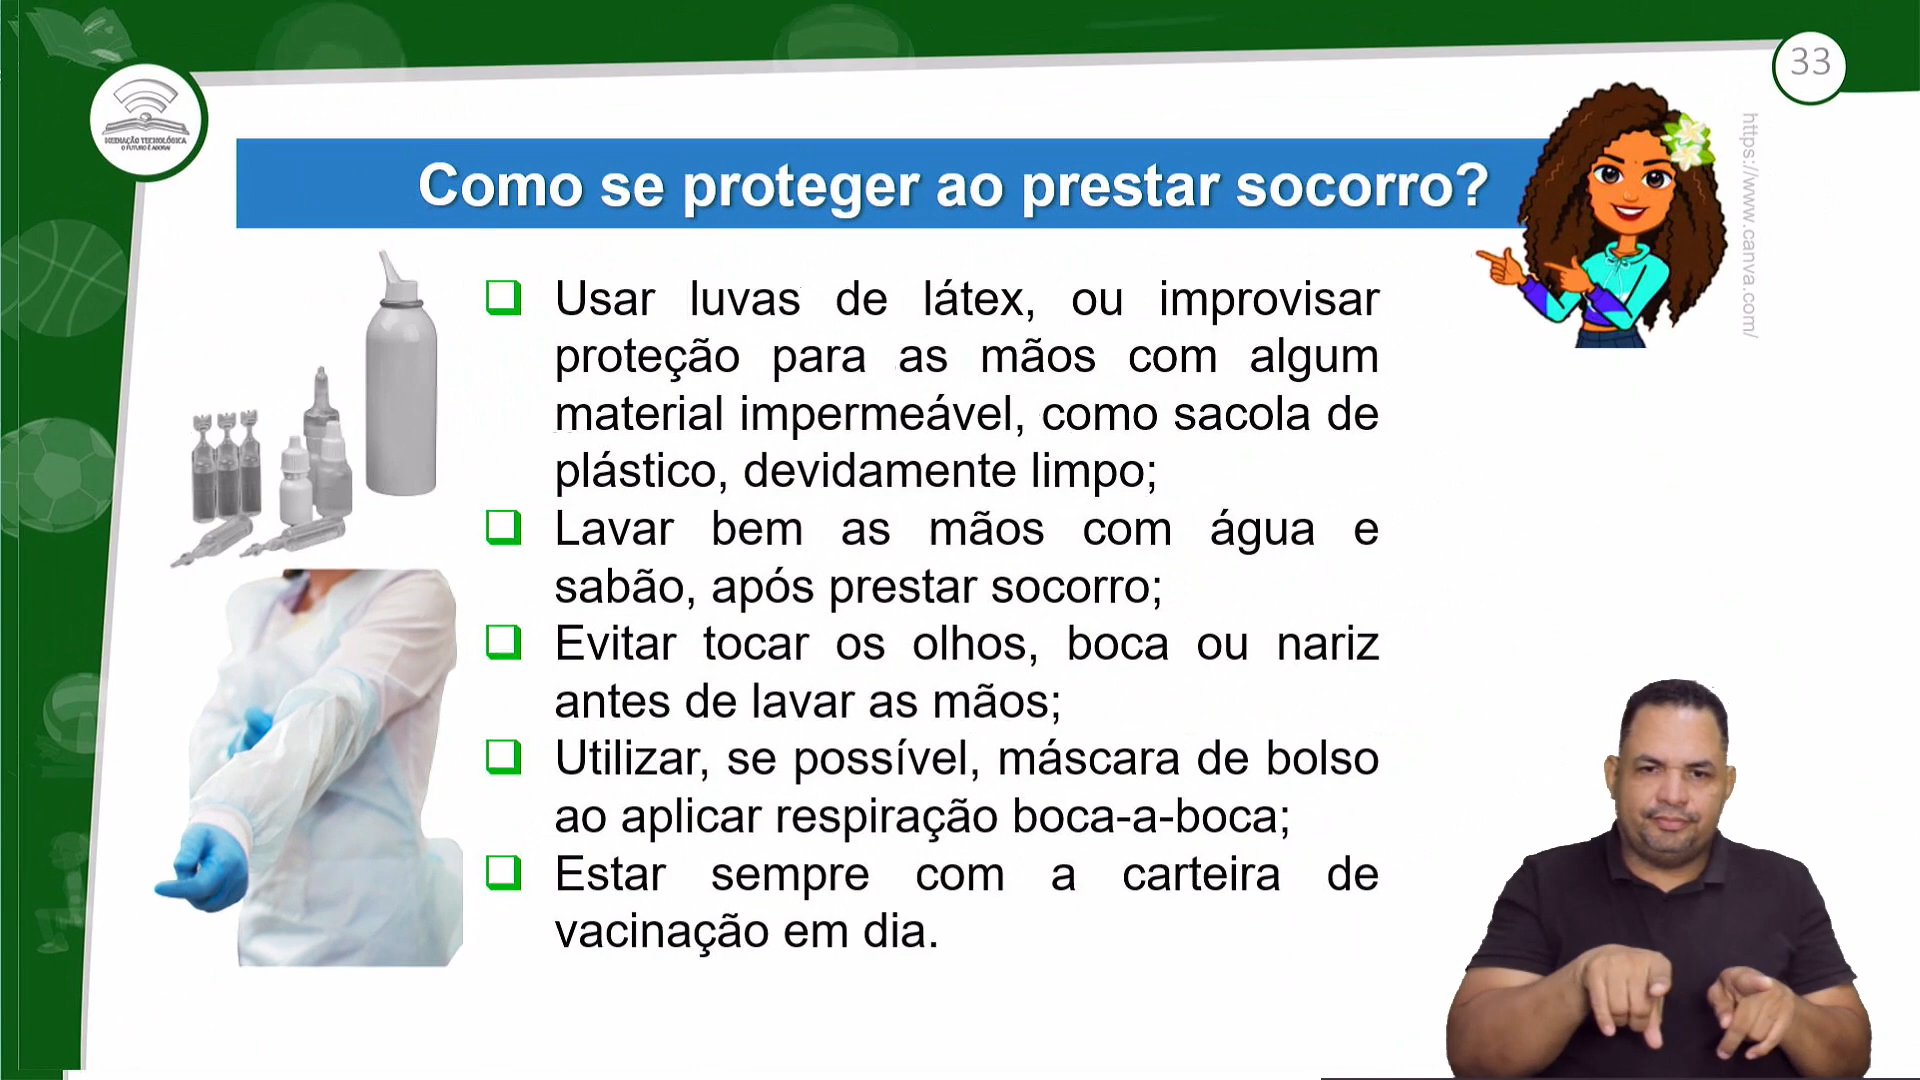 33
MEDIAÇÃO TECNOLÓGICA
O FUTURO É AGORA!
Como se proteger ao prestar socorro?
https://www.canva.com/
Usar luvas de látex, ou improvisar
proteção para as mãos com algum
material impermeável, como sacola de
plástico, devidamente limpo;
Lavar bem as mãos com água e
sabão, após prestar socorro;
Evitar tocar os olhos, boca ou nariz
antes de lavar as mãos;
Utilizar, se possível, máscara de bolso
ao aplicar respiração boca-a-boca;
Estar sempre com a carteira de
vacinação em dia.